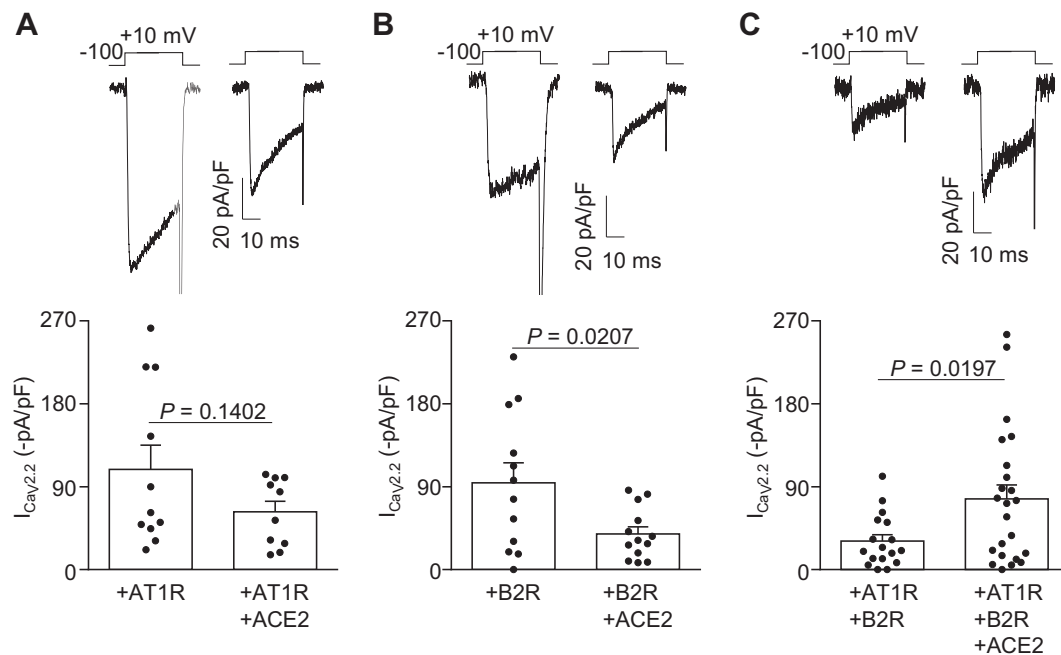 A
B
C
+10 mV
-100
20 pA/pF
10 ms
+10 mV
-100
20 pA/pF
10 ms
+10 mV
-100
20 pA/pF
10 ms
I_CaV2.2 (-pA/pF)
270
180
90
0
P = 0.1402
+AT1R
+AT1R
+ACE2
I_CaV2.2 (-pA/pF)
270
180
90
0
P = 0.0207
+B2R
+B2R
+ACE2
I_CaV2.2 (-pA/pF)
270
180
90
0
P = 0.0197
+AT1R
+B2R
+AT1R
+B2R
+ACE2